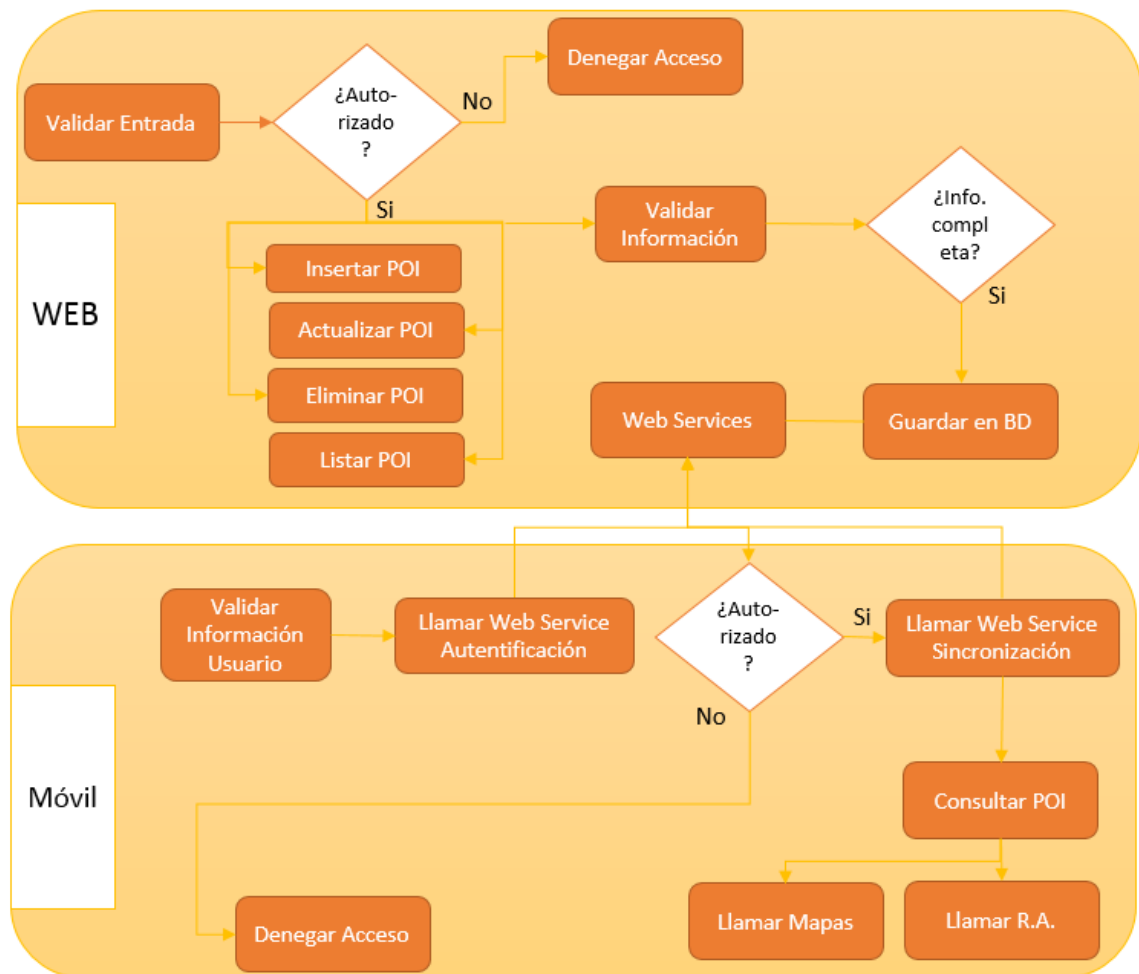 Denegar Acceso
¿Auto-
rizado
?
No
Validar Entrada
Si
Validar
Información
¿Info.
compl
eta?
Si
WEB
Insertar POI
Actualizar POI
Eliminar POI
Listar POI
Web Services
Guardar en BD
Validar
Información
Usuario
Llamar Web Service
Autentificación
¿Auto-
rizado
?
Si
Llamar Web Service
Sincronización
No
Móvil
Consultar POI
Denegar Acceso
Llamar Mapas
Llamar R.A.